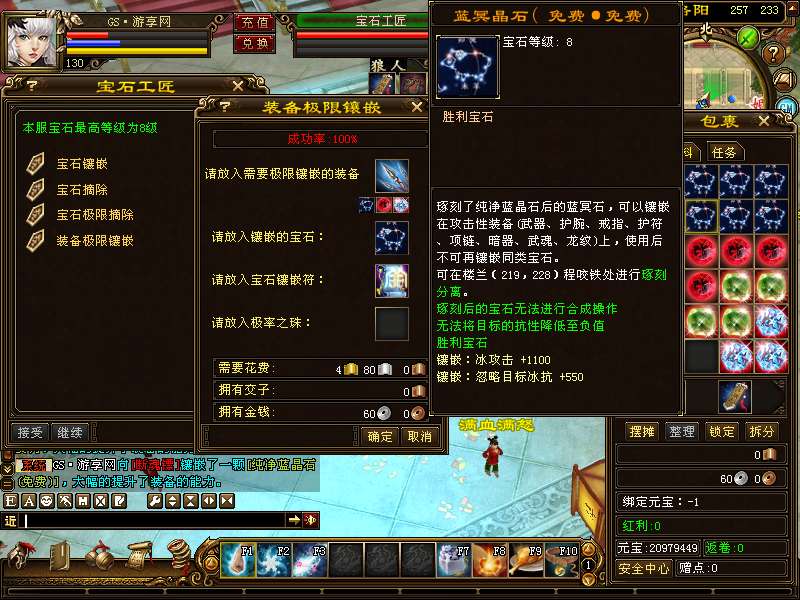 GS·游享网
130
充值
兑换
宝石工匠
狼人
洛阳 257 233
北
宝石工匠
本服宝石最高等级为8级
宝石镶嵌
宝石摘除
宝石极限摘除
装备极限镶嵌
接受
继续
装备极限镶嵌
成功率:100%
请放入需要极限镶嵌的装备
请放入镶嵌的宝石：
请放入宝石镶嵌符：
请放入极率之珠：
需要花费： 4 80 0
拥有交子： 0
拥有金钱： 60 0
确定
取消
蓝冥晶石(免费●免费)
宝石等级：8
胜利宝石
琢刻了纯净蓝晶石后的蓝冥石，可以镶嵌
在攻击性装备(武器、护腕、戒指、护符
、项链、暗器、武魂、龙纹)上，使用后
不可再镶嵌同类宝石。
可在楼兰(219，228)程咬铁处进行琢刻
分离。
琢刻后的宝石无法进行合成操作
无法将目标的抗性降低至负值
胜利宝石
镶嵌：冰攻击 +1100
镶嵌：忽略目标冰抗 +550
包裹
料
任务
摆摊
整理
锁定
拆分
0
60 0
绑定元宝：-1
红利:0
元宝:20979449
返卷:0
安全中心
赠点:0
满血满怒
GS·游享网向
镶嵌了一颗[纯净蓝晶石
(免费)]，大幅的提升了装备的能力。
近
F1
F2
F3
F7
F8
F9
F10
1